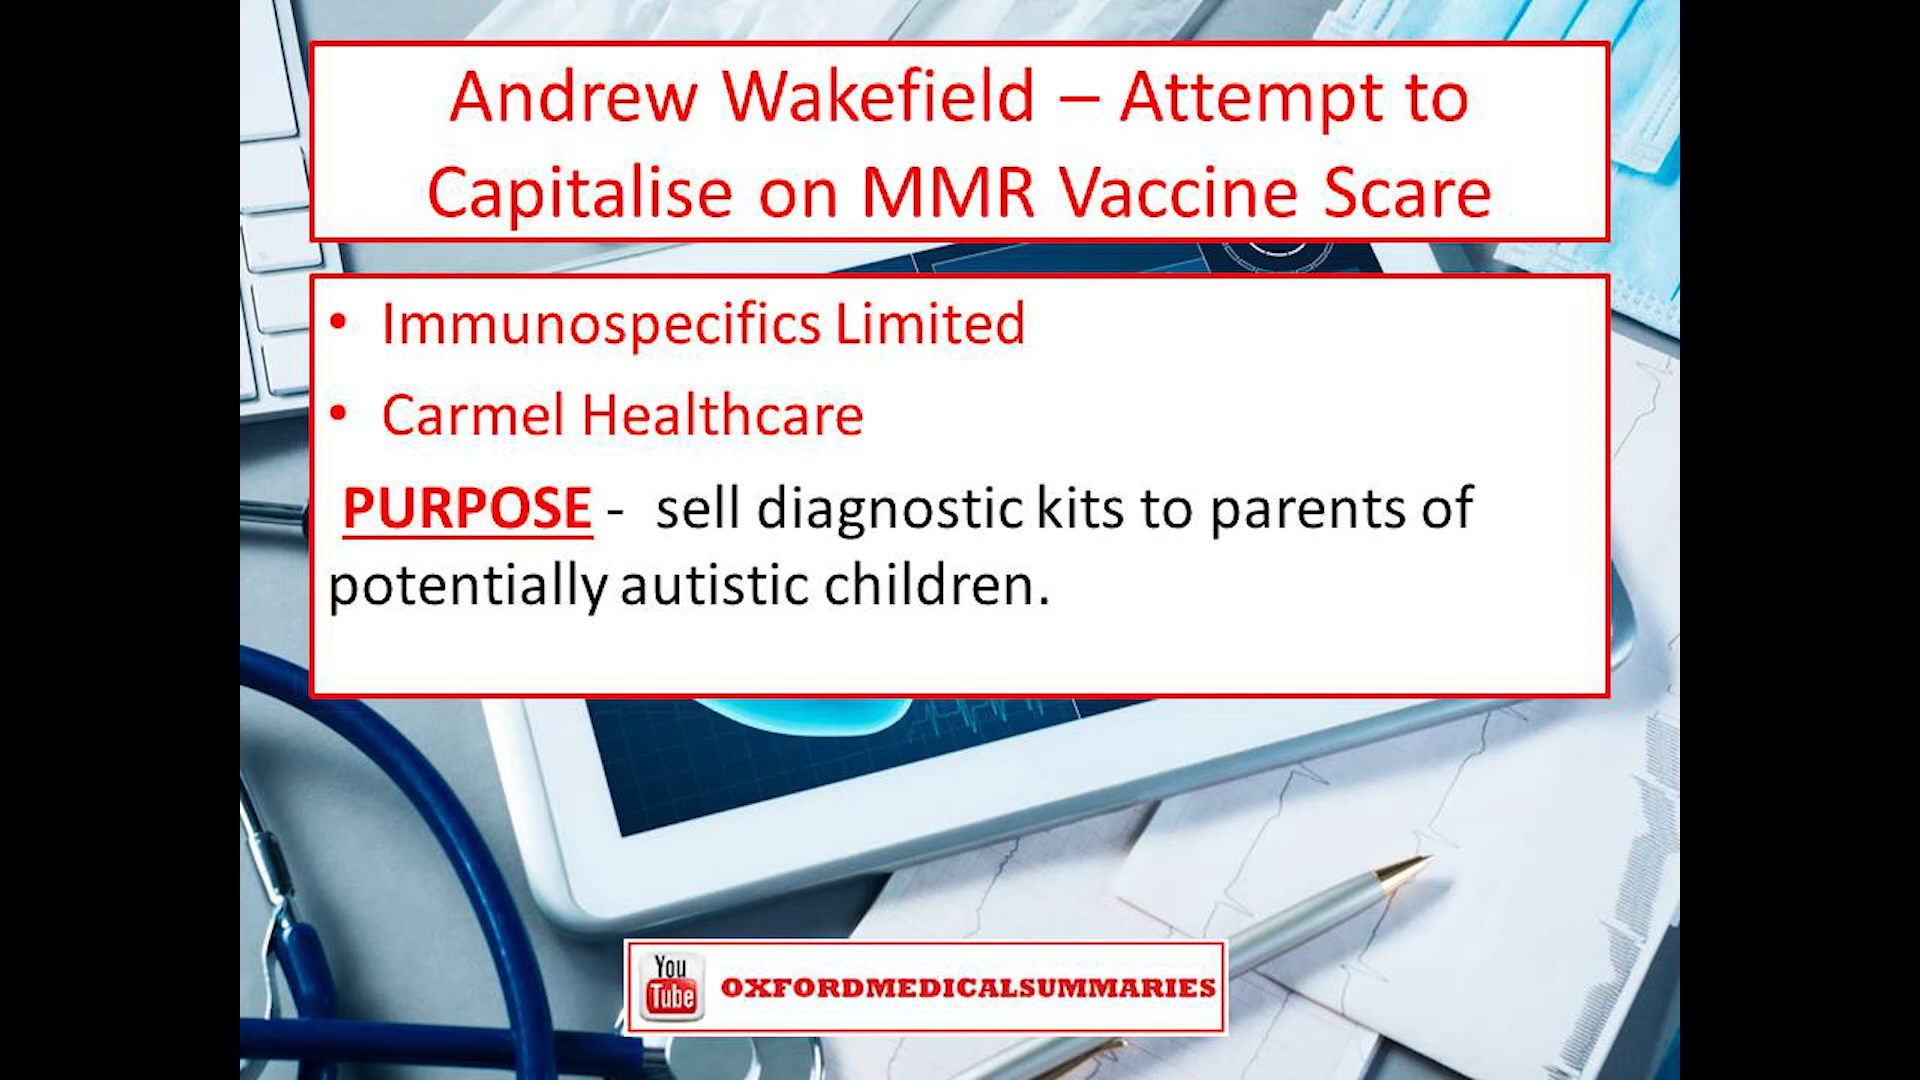 Andrew Wakefield – Attempt to
Capitalise on MMR Vaccine Scare
• Immunospecifics Limited
• Carmel Healthcare
PURPOSE - sell diagnostic kits to parents of
potentially autistic children.
You
Tube
OXFORDMEDICALSUMMARIES